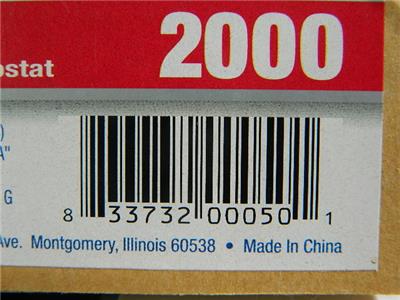 ostat 2000
)
A"
G
8 33732 00050 1
Ave. Montgomery, Illinois 60538 • Made In China